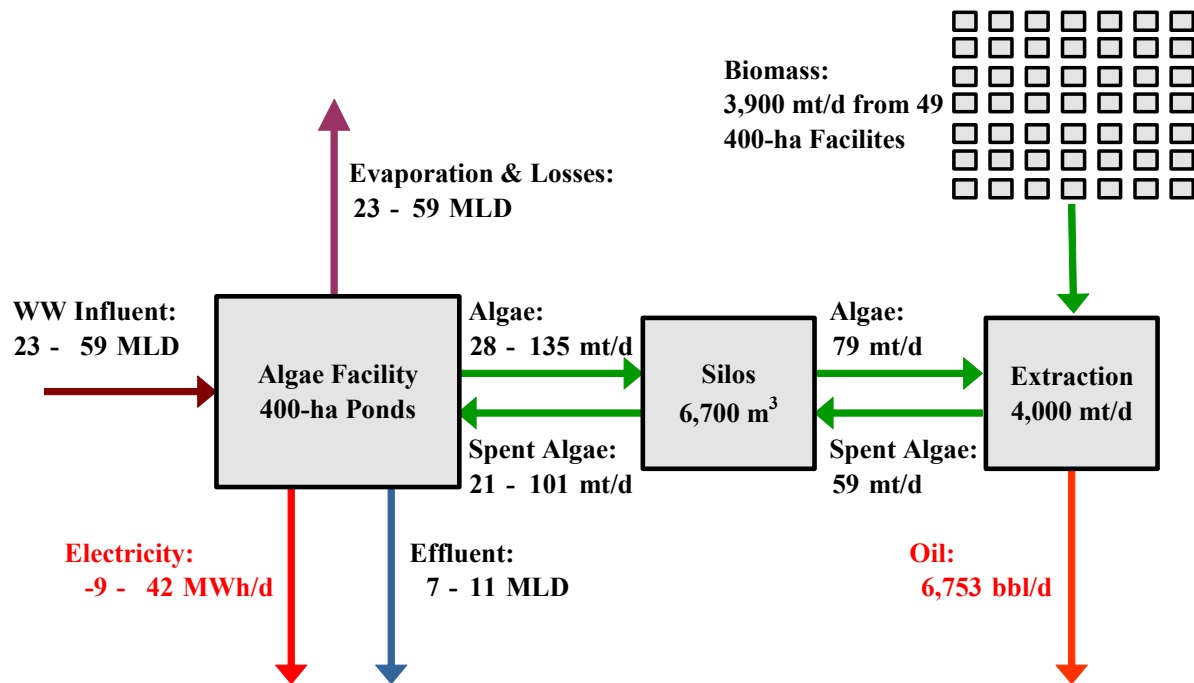 Biomass:
3,900 mt/d from 49
400-ha Facilites
Evaporation & Losses:
23 - 59 MLD
WW Influent:
23 - 59 MLD
Algae Facility
400-ha Ponds
Algae:
28 - 135 mt/d
Spent Algae:
21 - 101 mt/d
Silos
6,700 m³
Algae:
79 mt/d
Spent Algae:
59 mt/d
Extraction
4,000 mt/d
Electricity:
-9 - 42 MWh/d
Effluent:
7 - 11 MLD
Oil:
6,753 bbl/d